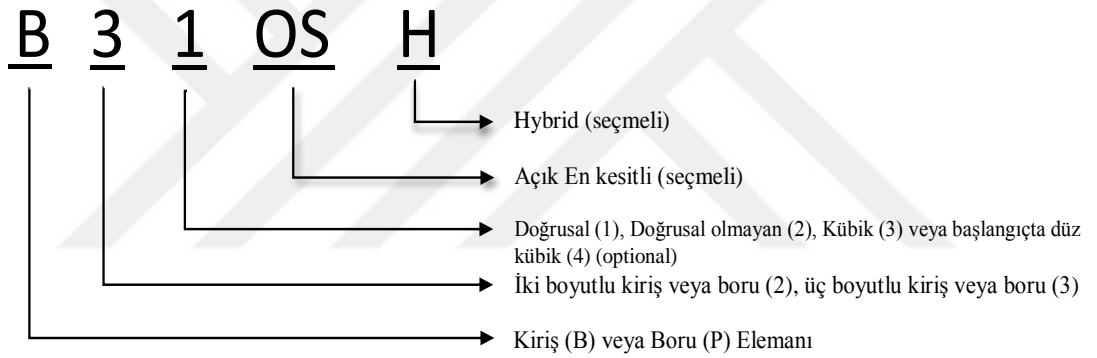 B 3 1 OS H
Hybrid (seçmeli)
Açık En kesitli (seçmeli)
Doğrusal (1), Doğrusal olmayan (2), Kübik (3) veya başlangıçta düz
kübik (4) (optional)
İki boyutlu kiriş veya boru (2), üç boyutlu kiriş veya boru (3)
Kiriş (B) veya Boru (P) Elemanı